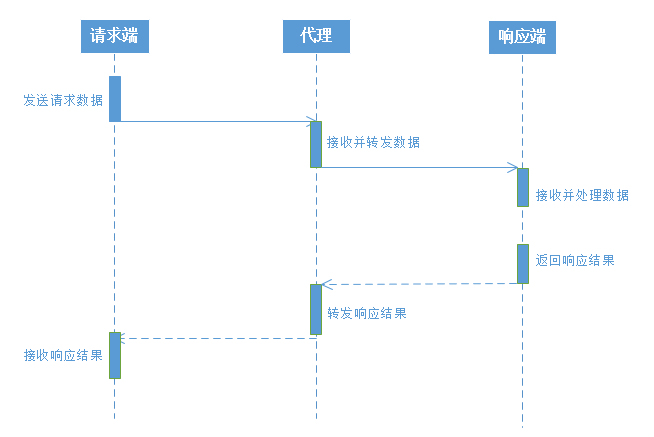 请求端
代理
响应端
发送请求数据
接收并转发数据
接收并处理数据
返回响应结果
转发响应结果
接收响应结果